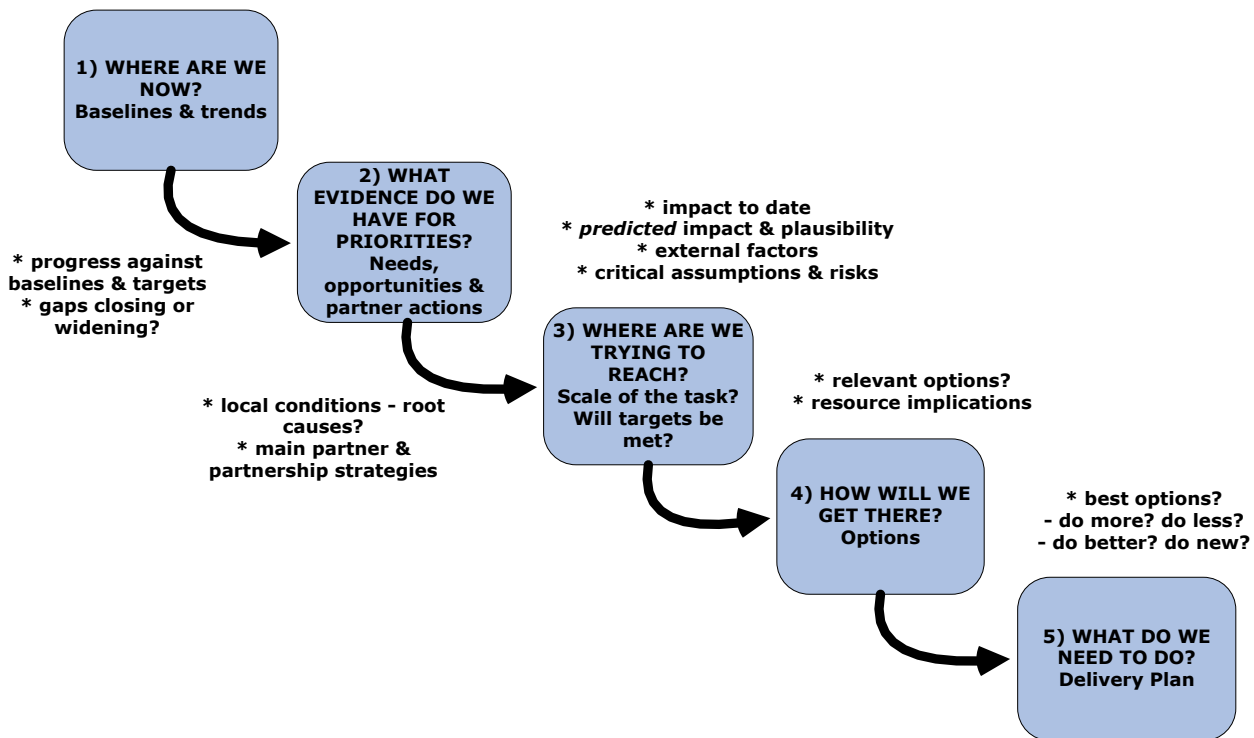 1) WHERE ARE WE
NOW?
Baselines & trends
* progress against
baselines & targets
* gaps closing or
widening?
2) WHAT
EVIDENCE DO WE
HAVE FOR
PRIORITIES?
Needs,
opportunities &
partner actions
* local conditions - root
causes?
* main partner &
partnership strategies
* impact to date
* predicted impact & plausibility
* external factors
* critical assumptions & risks
3) WHERE ARE WE
TRYING TO
REACH?
Scale of the task?
Will targets be
met?
* relevant options?
* resource implications
4) HOW WILL WE
GET THERE?
Options
* best options?
- do more? do less?
- do better? do new?
5) WHAT DO WE
NEED TO DO?
Delivery Plan